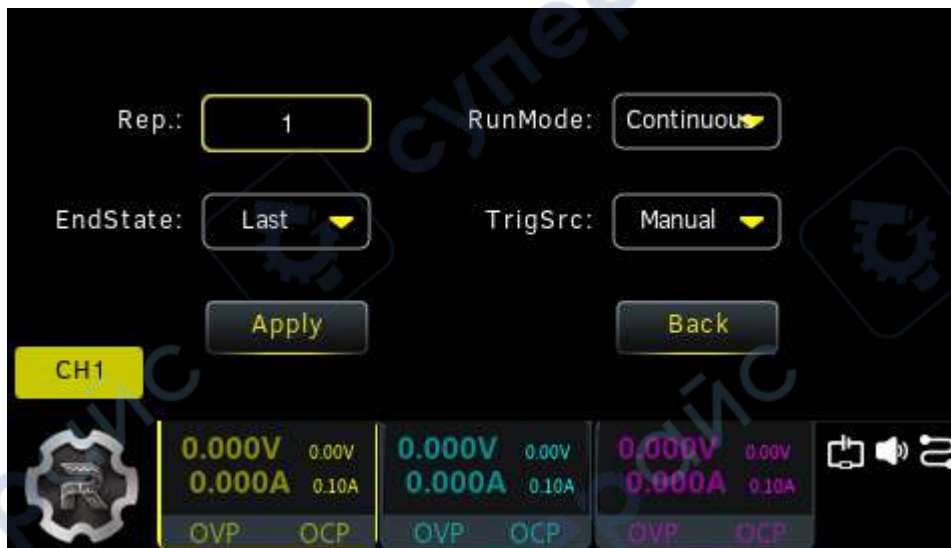 Rep.: 1 RunMode: Continuous
EndState: Last TrigSrc: Manual
Apply Back
CH1
0.000V 0.00V 0.000V 0.00V 0.000V 0.00V
0.000A 0.10A 0.000A 0.10A 0.000A 0.10A
OVP OCP OVP OCP OVP OCP